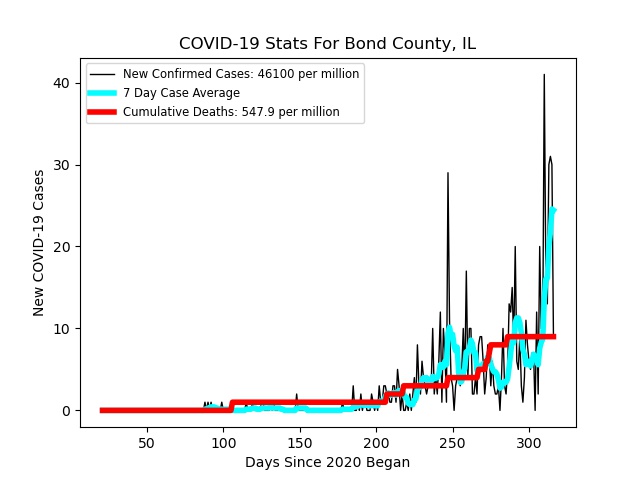 COVID-19 Stats For Bond County, IL
New Confirmed Cases: 46100 per million
7 Day Case Average
Cumulative Deaths: 547.9 per million
New COVID-19 Cases
40
30
20
10
0
50 100 150 200 250 300
Days Since 2020 Began